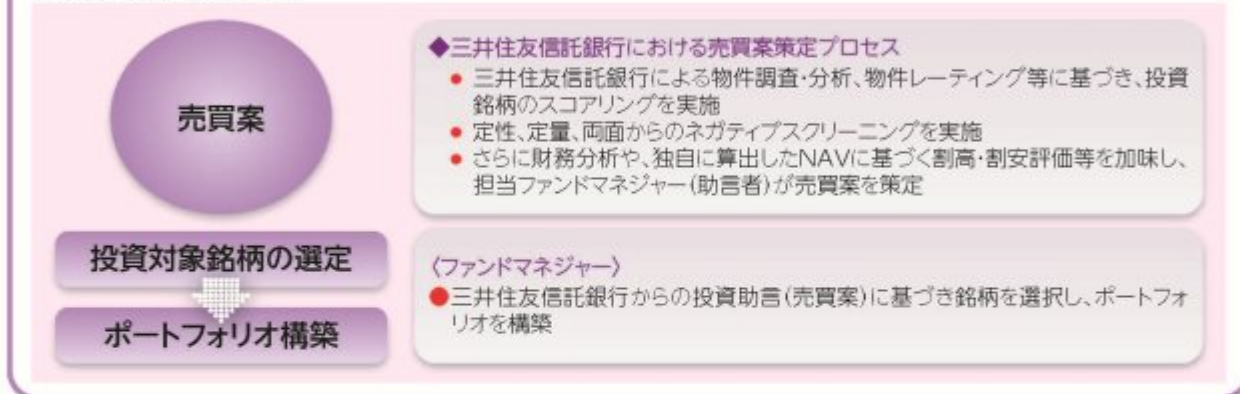 売買案
◆三井住友信託銀行における売買案策定プロセス
● 三井住友信託銀行による物件調査・分析、物件レーティング等に基づき、投資
銘柄のスコアリングを実施
● 定性、定量、両面からのネガティブスクリーニングを実施
● さらに財務分析や、独自に算出したNAVに基づく割高・割安評価等を加味し、
担当ファンドマネジャー(助言者)が売買案を策定
投資対象銘柄の選定
ポートフォリオ構築
〈ファンドマネジャー〉
●三井住友信託銀行からの投資助言(売買案)に基づき銘柄を選択し、ポートフォ
リオを構築